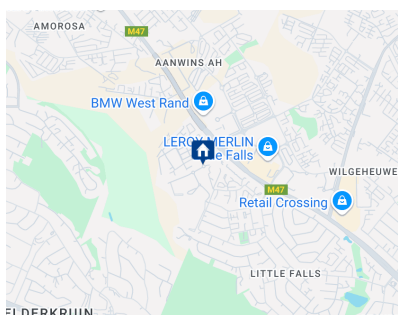 AMOROSA
M47
AANWINS AH
BMW West Rand
LEROY MERLIN
e Falls
WILGEHEUWE
M47
Retail Crossing
LITTLE FALLS
ELDERKRUIN